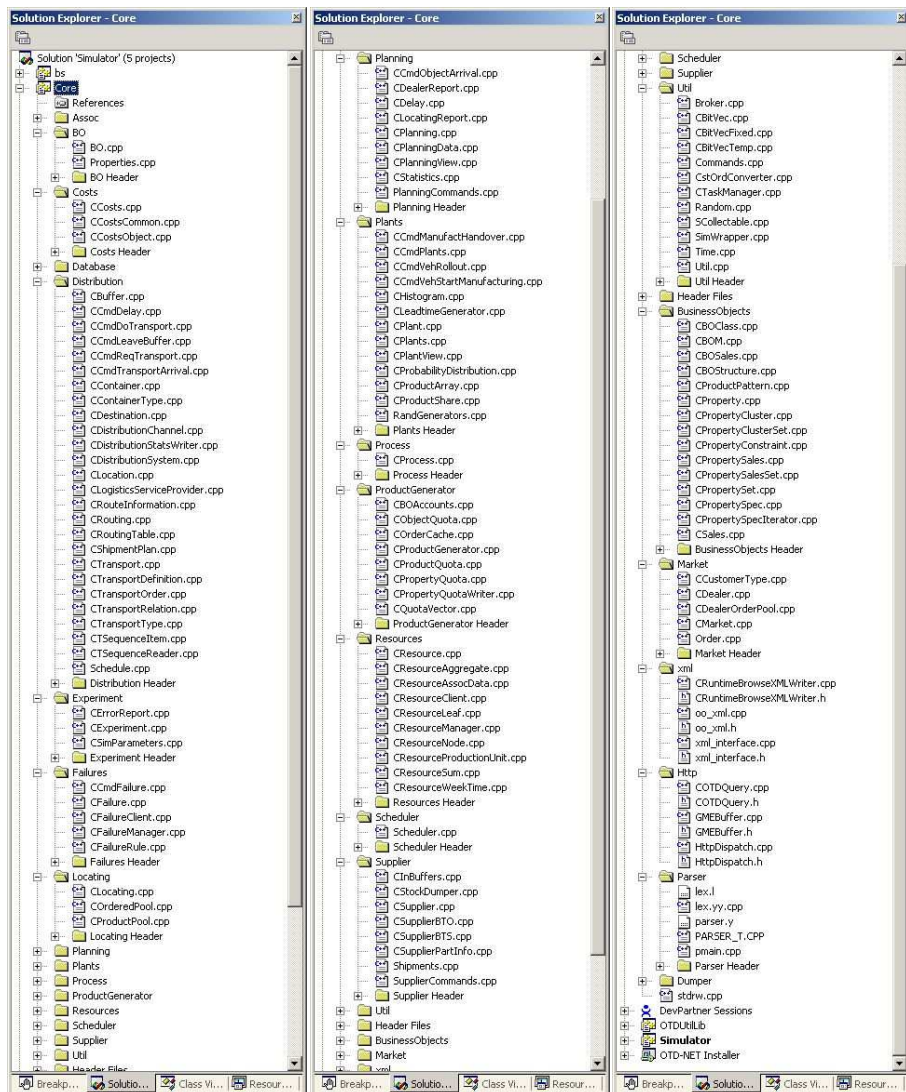 Solution Explorer - Core
Solution 'Simulator' (5 projects)
bs
Core
References
Assoc
BO
BO.cpp
Properties.cpp
BO Header
Costs
CCosts.cpp
CCostsCommon.cpp
CCostsObject.cpp
Costs Header
Database
Distribution
CBuffer.cpp
CCmdDelay.cpp
CCmdDoTransport.cpp
CCmdLeaveBuffer.cpp
CCmdReqTransport.cpp
CCmdTransportArrival.cpp
CContainer.cpp
CContainerType.cpp
CDestination.cpp
CDistributionChannel.cpp
CDistributionStatsWriter.cpp
CDistributionSystem.cpp
CLocation.cpp
CLogisticsServiceProvider.cpp
CRouteInformation.cpp
CRouting.cpp
CRoutingTable.cpp
CShipmentPlan.cpp
CTransport.cpp
CTransportDefinition.cpp
CTransportOrder.cpp
CTransportRelation.cpp
CTransportType.cpp
CTSequenceItem.cpp
CTSequenceReader.cpp
Schedule.cpp
Distribution Header
Experiment
CErrorReport.cpp
CExperiment.cpp
CSimParameters.cpp
Experiment Header
Failures
CCmdFailure.cpp
CFailure.cpp
CFailureClient.cpp
CFailureManager.cpp
CFailureRule.cpp
Failures Header
Locating
CLocating.cpp
COrderedPool.cpp
CProductPool.cpp
Locating Header
Planning
Plants
Process
ProductGenerator
Resources
Scheduler
Supplier
Util
Header Files
Breakp... Solutio... Class Vi... Resour...
Solution Explorer - Core
Planning
CCmdObjectArrival.cpp
CDealerReport.cpp
CDelay.cpp
CLocatingReport.cpp
CPlanning.cpp
CPlanningData.cpp
CPlanningView.cpp
CStatistics.cpp
PlanningCommands.cpp
Planning Header
Plants
CCmdManufactHandover.cpp
CCmdPlants.cpp
CCmdVehRollout.cpp
CCmdVehStartManufacturing.cpp
CHistogram.cpp
CLeadtimeGenerator.cpp
CPlant.cpp
CPlants.cpp
CPlantView.cpp
CProbabilityDistribution.cpp
CProductArray.cpp
CProductShare.cpp
RandGenerators.cpp
Plants Header
Process
CProcess.cpp
Process Header
ProductGenerator
CBOAccounts.cpp
CObjectQuota.cpp
COrderCache.cpp
CProductGenerator.cpp
CProductQuota.cpp
CPropertyQuota.cpp
CPropertyQuotaWriter.cpp
CQuotaVector.cpp
ProductGenerator Header
Resources
CResource.cpp
CResourceAggregate.cpp
CResourceAssocData.cpp
CResourceClient.cpp
CResourceLeaf.cpp
CResourceManager.cpp
CResourceNode.cpp
CResourceProductionUnit.cpp
CResourceSum.cpp
CResourceWeekTime.cpp
Resources Header
Scheduler
Scheduler.cpp
Scheduler Header
Supplier
CInBuffers.cpp
CStockDumper.cpp
CSupplier.cpp
CSupplierBTO.cpp
CSupplierBTS.cpp
CSupplierPartInfo.cpp
Shipments.cpp
SupplierCommands.cpp
Supplier Header
Util
Header Files
BusinessObjects
Market
xml
Breakp... Solutio... Class Vi... Resour...
Solution Explorer - Core
Scheduler
Supplier
Util
Broker.cpp
CBitVec.cpp
CBitVecFixed.cpp
CBitVecTemp.cpp
Commands.cpp
CstOrdConverter.cpp
CTaskManager.cpp
Random.cpp
SCollectable.cpp
SimWrapper.cpp
Time.cpp
Util.cpp
Util Header
Header Files
BusinessObjects
CBOClass.cpp
CBOM.cpp
CBOSales.cpp
CBOStructure.cpp
CProductPattern.cpp
CProperty.cpp
CPropertyCluster.cpp
CPropertyClusterSet.cpp
CPropertyConstraint.cpp
CPropertySales.cpp
CPropertySalesSet.cpp
CPropertySet.cpp
CPropertySpec.cpp
CPropertySpecIterator.cpp
CSales.cpp
BusinessObjects Header
Market
CCustomerType.cpp
CDealer.cpp
CDealerOrderPool.cpp
CMarket.cpp
Order.cpp
Market Header
xml
CRuntimeBrowseXMLWriter.cpp
CRuntimeBrowseXMLWriter.h
oo_xml.cpp
oo_xml.h
xml_interface.cpp
xml_interface.h
Http
COTDQuery.cpp
COTDQuery.h
GMEBuffer.cpp
GMEBuffer.h
HttpDispatch.cpp
HttpDispatch.h
Parser
lex.l
lex.yy.cpp
parser.y
PARSER_T.CPP
pmain.cpp
Parser Header
Dumper
stdrw.cpp
DevPartner Sessions
OTDUtilLib
Simulator
OTD-NET Installer
Breakp... Solutio... Class Vi... Resour...